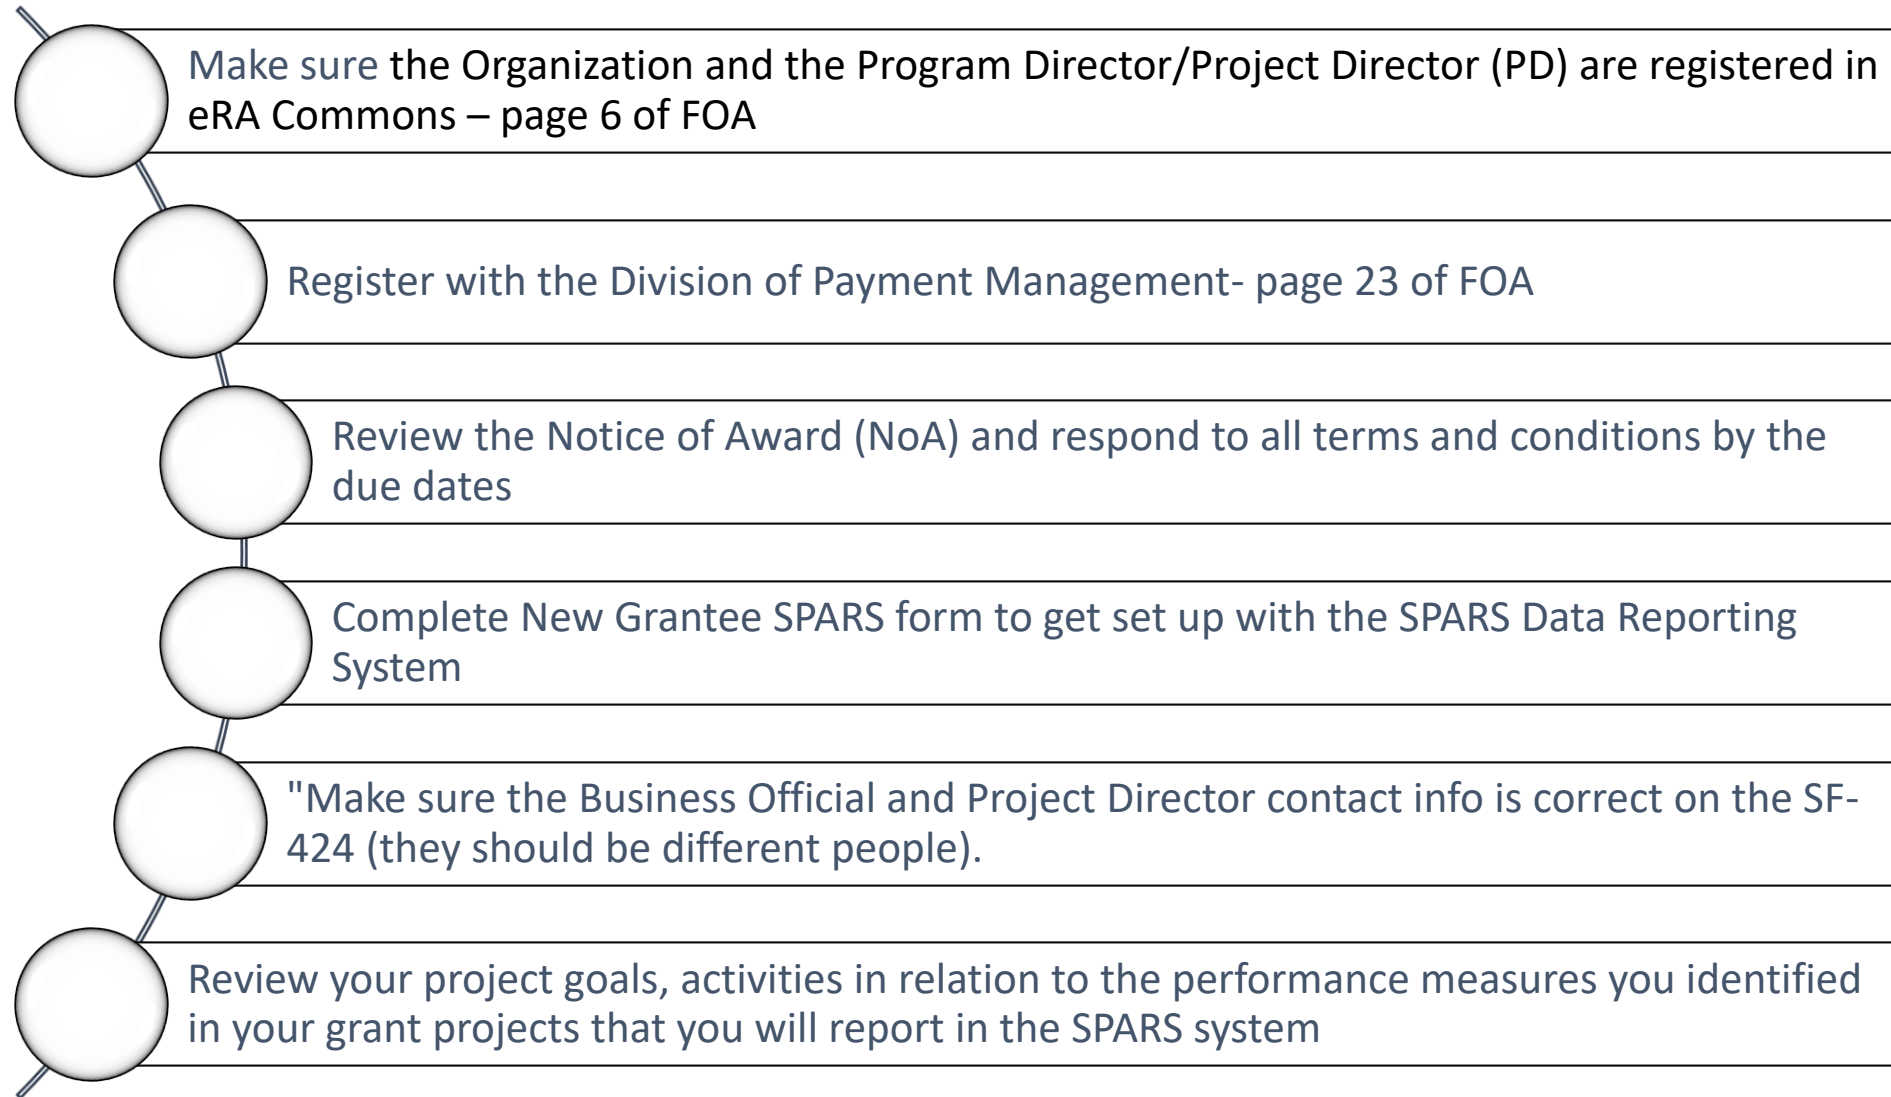 Make sure the Organization and the Program Director/Project Director (PD) are registered in
eRA Commons – page 6 of FOA
Register with the Division of Payment Management- page 23 of FOA
Review the Notice of Award (NoA) and respond to all terms and conditions by the
due dates
Complete New Grantee SPARS form to get set up with the SPARS Data Reporting
System
"Make sure the Business Official and Project Director contact info is correct on the SF-
424 (they should be different people).
Review your project goals, activities in relation to the performance measures you identified
in your grant projects that you will report in the SPARS system